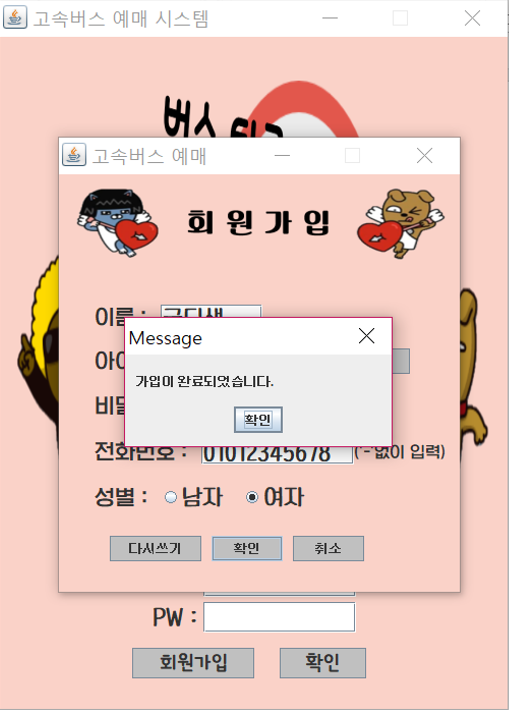 고속버스 예매 시스템
고속버스 예매
회 원 가 입
이름 :
Message
가입이 완료되었습니다.
확인
전화번호 : 01012345678 ('-'없이 입력)
성별 : 남자 여자
다시쓰기 확인 취소
PW :
회원가입 확인